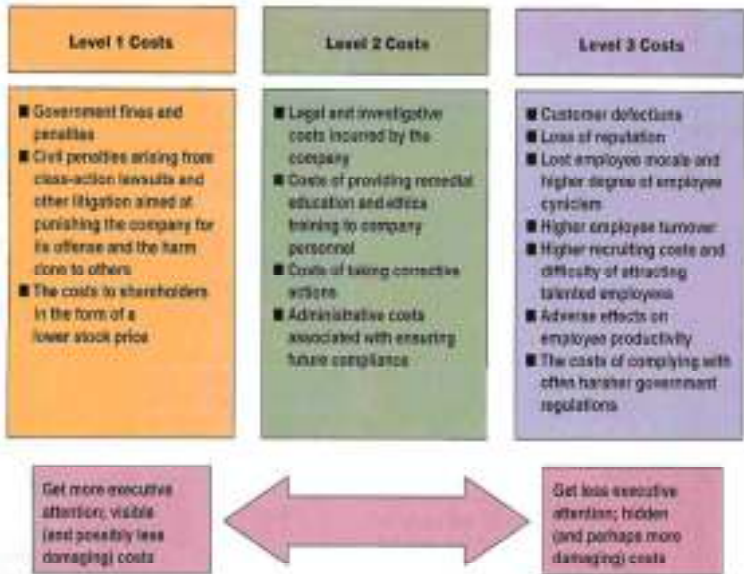 Level 1 Costs
■ Government fines and
penalties
■ Civil penalties arising from
class-action lawsuits and
other litigation aimed at
punishing the company for
its offense and the harm
done to others
■ The costs to shareholders
in the form of a
lower stock price
Level 2 Costs
■ Legal and investigative
costs incurred by the
company
■ Costs of providing remedial
education and ethics
training to company
personnel
■ Costs of taking corrective
actions
■ Administrative costs
associated with ensuring
future compliance
Level 3 Costs
■ Customer defections
■ Loss of reputation
■ Lost employee morale and
higher degree of employee
cynicism
■ Higher employee turnover
■ Higher recruiting costs and
difficulty of attracting
talented employees
■ Adverse effects on
employee productivity
■ The costs of complying with
often harsher government
regulations
Get more executive
attention; visible
(and possibly less
damaging) costs
Get less executive
attention; hidden
(and perhaps more
damaging) costs